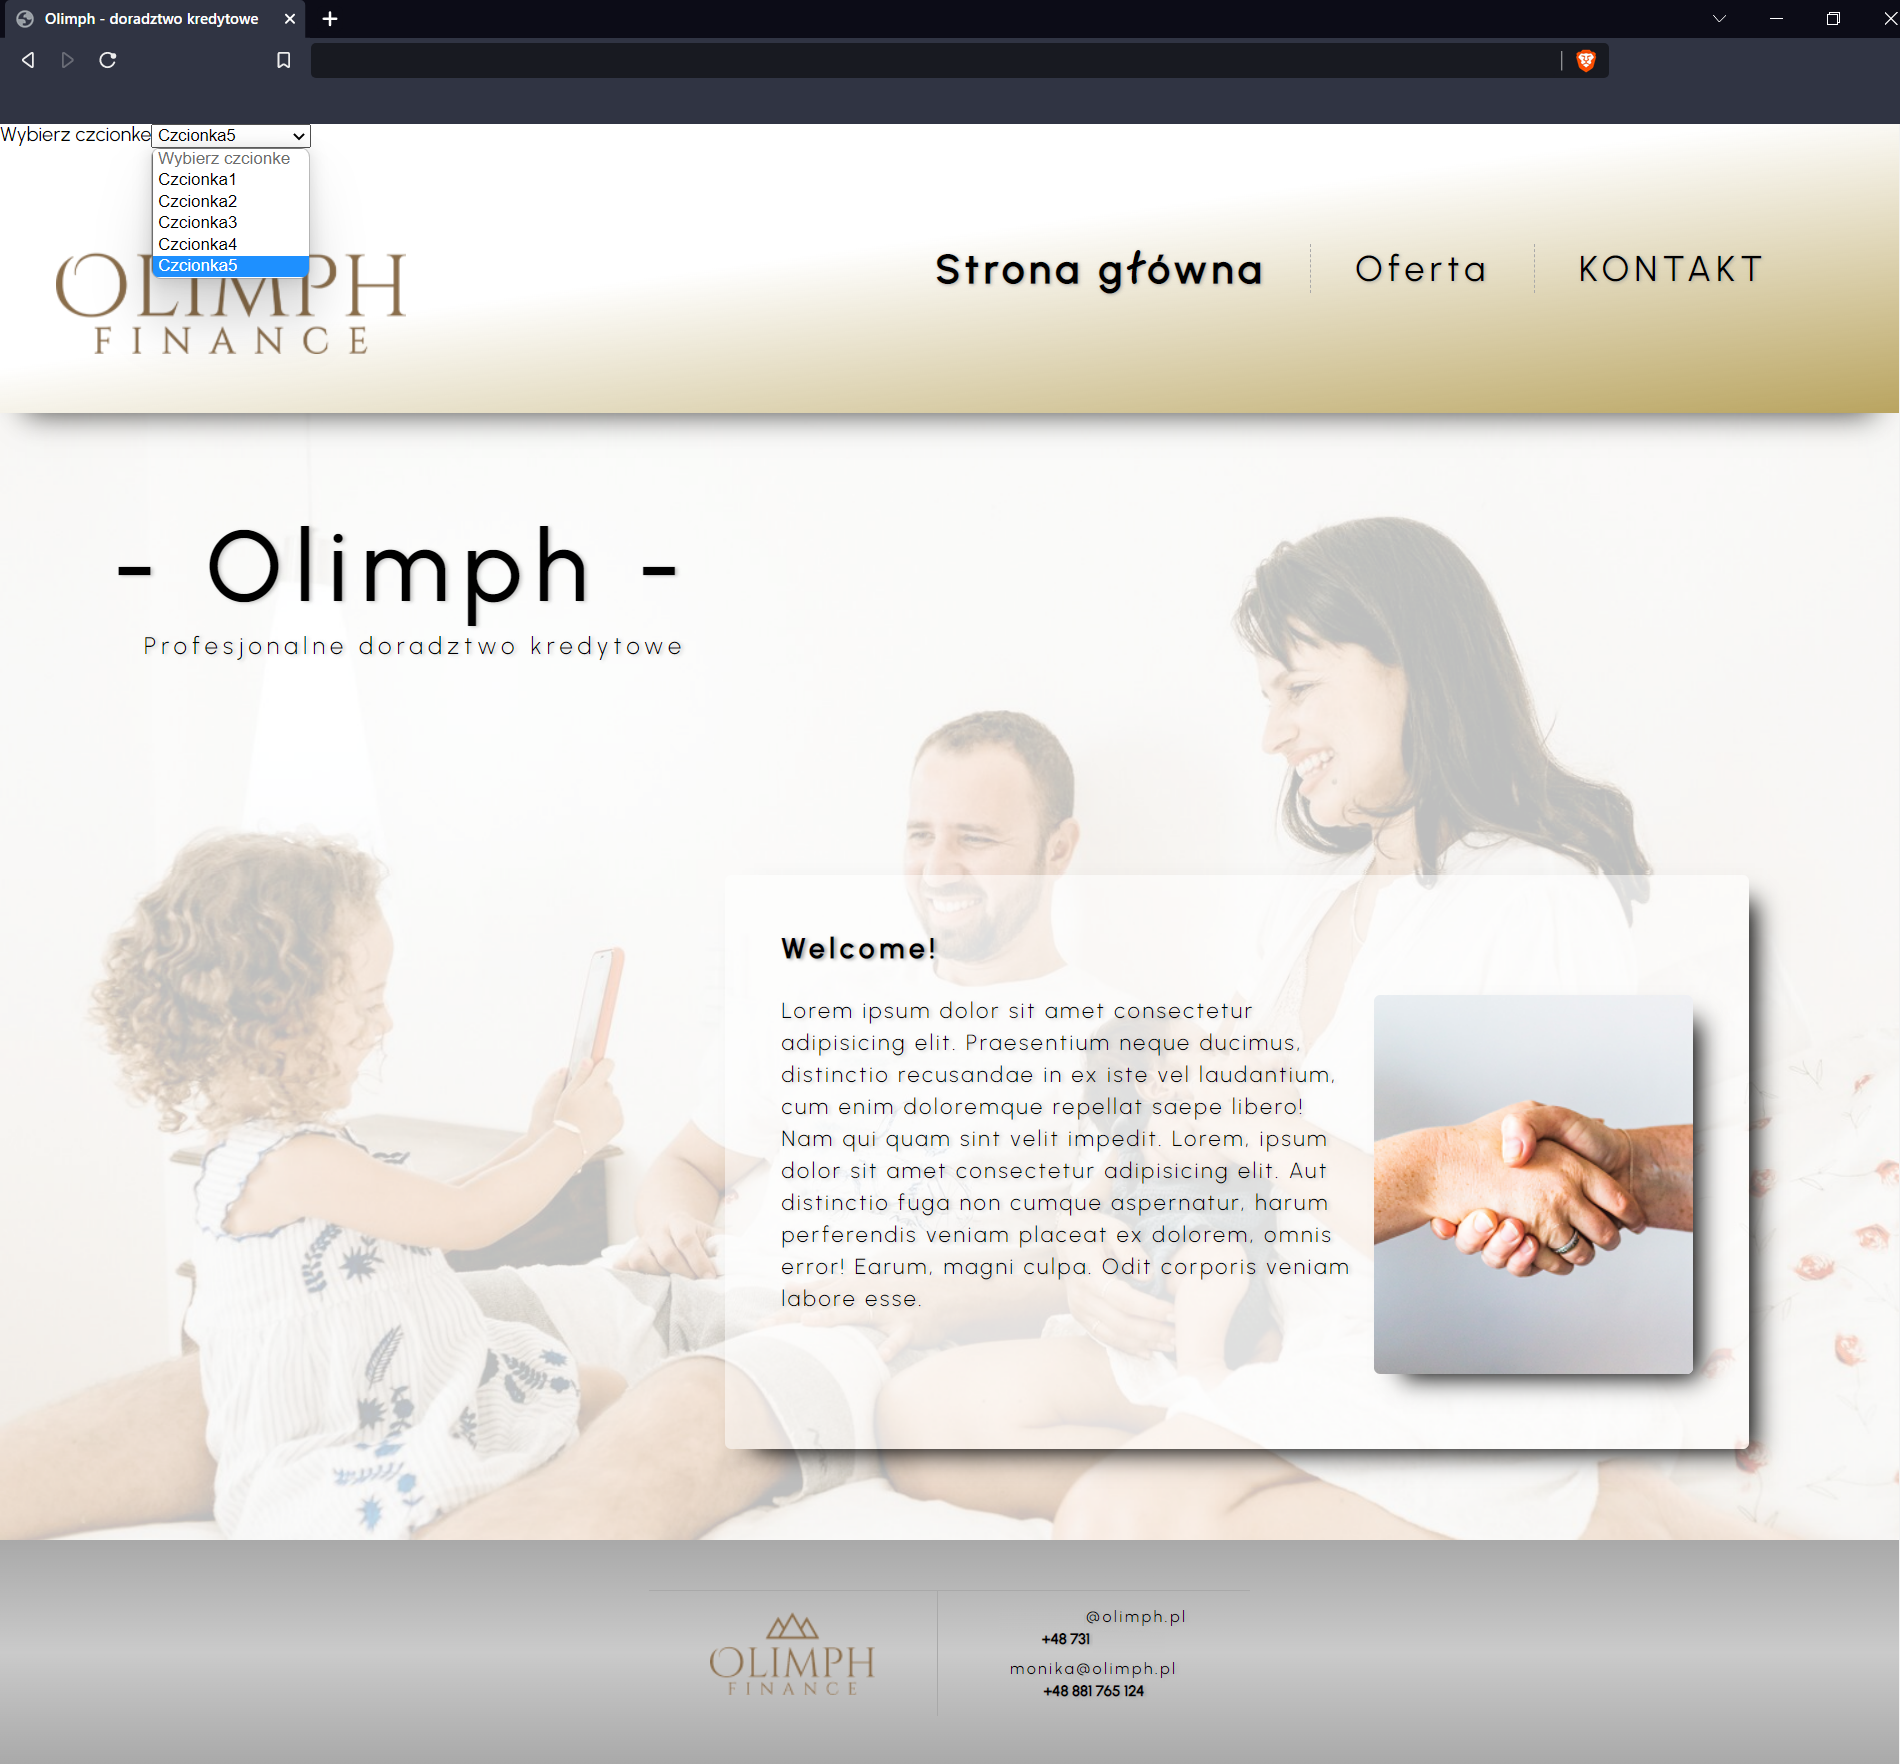 Olimph - doradztwo kredytowe
Wybierz czcionke
Czcionka5
Wybierz czcionke
Czcionka1
Czcionka2
Czcionka3
Czcionka4
Czcionka5
OLIMPH
FINANCE
Strona główna
Oferta
KONTAKT
- Olimph -
Profesjonalne doradztwo kredytowe
Welcome!
Lorem ipsum dolor sit amet consectetur
adipisicing elit. Praesentium neque ducimus,
distinctio recusandae in ex iste vel laudantium,
cum enim doloremque repellat saepe libero!
Nam qui quam sint velit impedit. Lorem, ipsum
dolor sit amet consectetur adipisicing elit. Aut
distinctio fuga non cumque aspernatur, harum
perferendis veniam placeat ex dolorem, omnis
error! Earum, magni culpa. Odit corporis veniam
labore esse.
OLIMPH
FINANCE
@olimph.pl
+48 731
monika@olimph.pl
+48 881 765 124